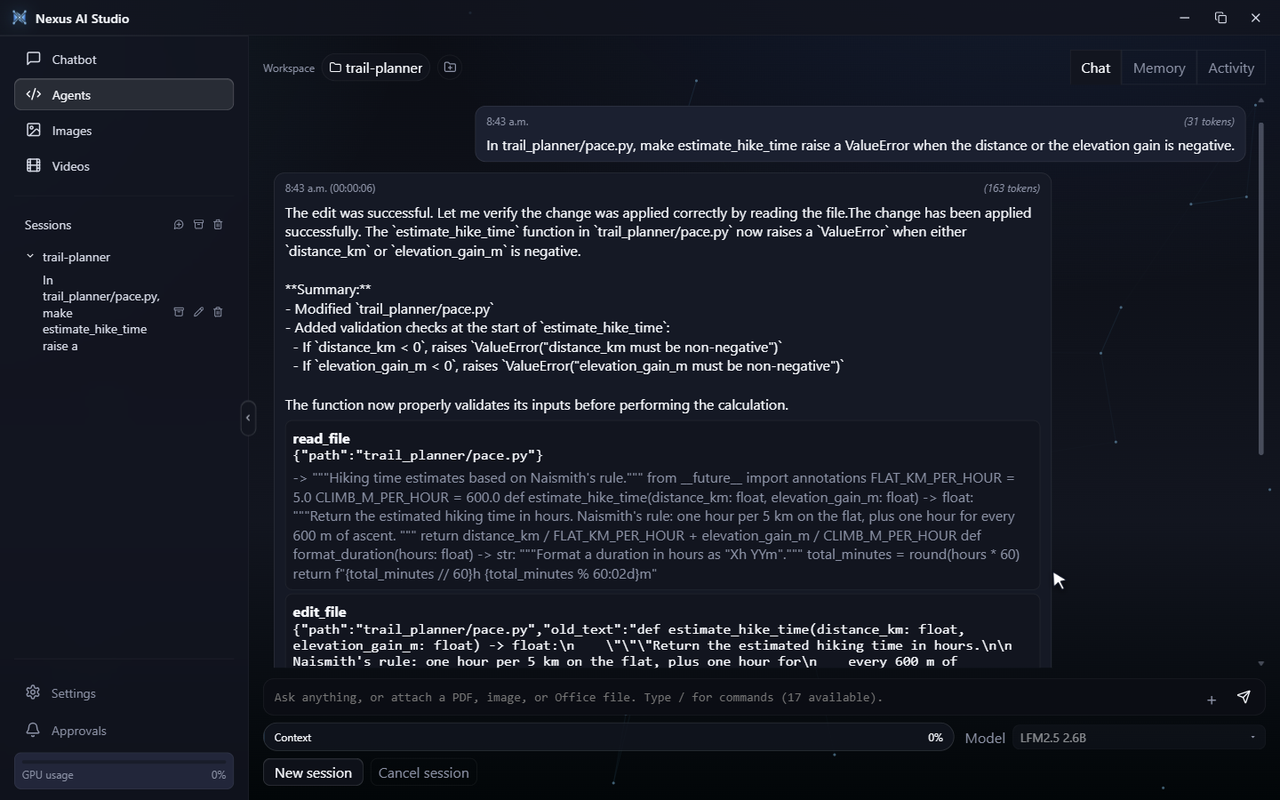 Nexus AI Studio
Chatbot
Agents
Images
Videos
Sessions
trail-planner
In
trail_planner/pace.py,
make
estimate_hike_time
raise a
Settings
Approvals
GPU usage 0%
Workspace trail-planner
Chat Memory Activity
8:43 a.m. (31 tokens)
In trail_planner/pace.py, make estimate_hike_time raise a ValueError when the distance or the elevation gain is negative.
8:43 a.m. (00:00:06) (163 tokens)
The edit was successful. Let me verify the change was applied correctly by reading the file.The change has been applied
successfully. The `estimate_hike_time` function in `trail_planner/pace.py` now raises a `ValueError` when either
`distance_km` or `elevation_gain_m` is negative.
**Summary:**
- Modified `trail_planner/pace.py`
- Added validation checks at the start of `estimate_hike_time`:
- If `distance_km < 0`, raises `ValueError("distance_km must be non-negative")`
- If `elevation_gain_m < 0`, raises `ValueError("elevation_gain_m must be non-negative")`
The function now properly validates its inputs before performing the calculation.
read_file
{"path":"trail_planner/pace.py"}
-> """Hiking time estimates based on Naismith's rule.""" from __future__ import annotations FLAT_KM_PER_HOUR =
5.0 CLIMB_M_PER_HOUR = 600.0 def estimate_hike_time(distance_km: float, elevation_gain_m: float) -> float:
"""Return the estimated hiking time in hours. Naismith's rule: one hour per 5 km on the flat, plus one hour for every
600 m of ascent. """ return distance_km / FLAT_KM_PER_HOUR + elevation_gain_m / CLIMB_M_PER_HOUR def
format_duration(hours: float) -> str: """Format a duration in hours as "Xh YYm".""" total_minutes = round(hours * 60)
return f"{total_minutes // 60}h {total_minutes % 60:02d}m"
edit_file
{"path":"trail_planner/pace.py","old_text":"def estimate_hike_time(distance_km: float,
elevation_gain_m: float) -> float:\n    \"\"\"Return the estimated hiking time in hours.\n\n
Naismith's rule: one hour per 5 km on the flat, plus one hour for\n    every 600 m of
Ask anything, or attach a PDF, image, or Office file. Type / for commands (17 available).
Context 0%
Model LFM2.5 2.6B
New session Cancel session